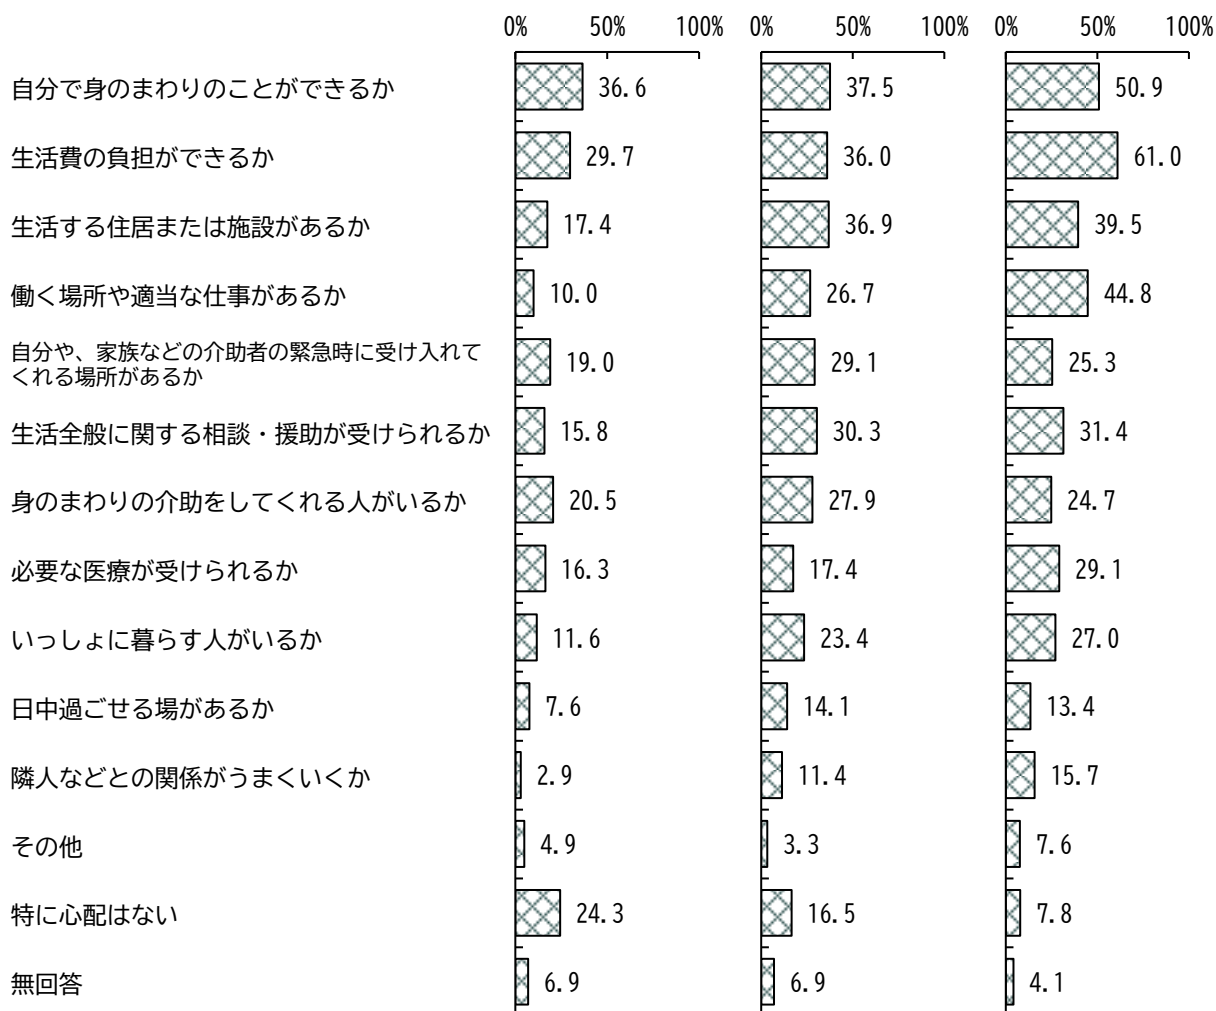 0% 50% 100% 0% 50% 100% 0% 50% 100%
自分で身のまわりのことができるか 36.6 37.5 50.9
生活費の負担ができるか 29.7 36.0 61.0
生活する住居または施設があるか 17.4 36.9 39.5
働く場所や適当な仕事があるか 10.0 26.7 44.8
自分や、家族などの介助者の緊急時に受け入れて
くれる場所があるか 19.0 29.1 25.3
生活全般に関する相談・援助が受けられるか 15.8 30.3 31.4
身のまわりの介助をしてくれる人がいるか 20.5 27.9 24.7
必要な医療が受けられるか 16.3 17.4 29.1
いっしょに暮らす人がいるか 11.6 23.4 27.0
日中過ごせる場があるか 7.6 14.1 13.4
隣人などとの関係がうまくいくか 2.9 11.4 15.7
その他 4.9 3.3 7.6
特に心配はない 24.3 16.5 7.8
無回答 6.9 6.9 4.1